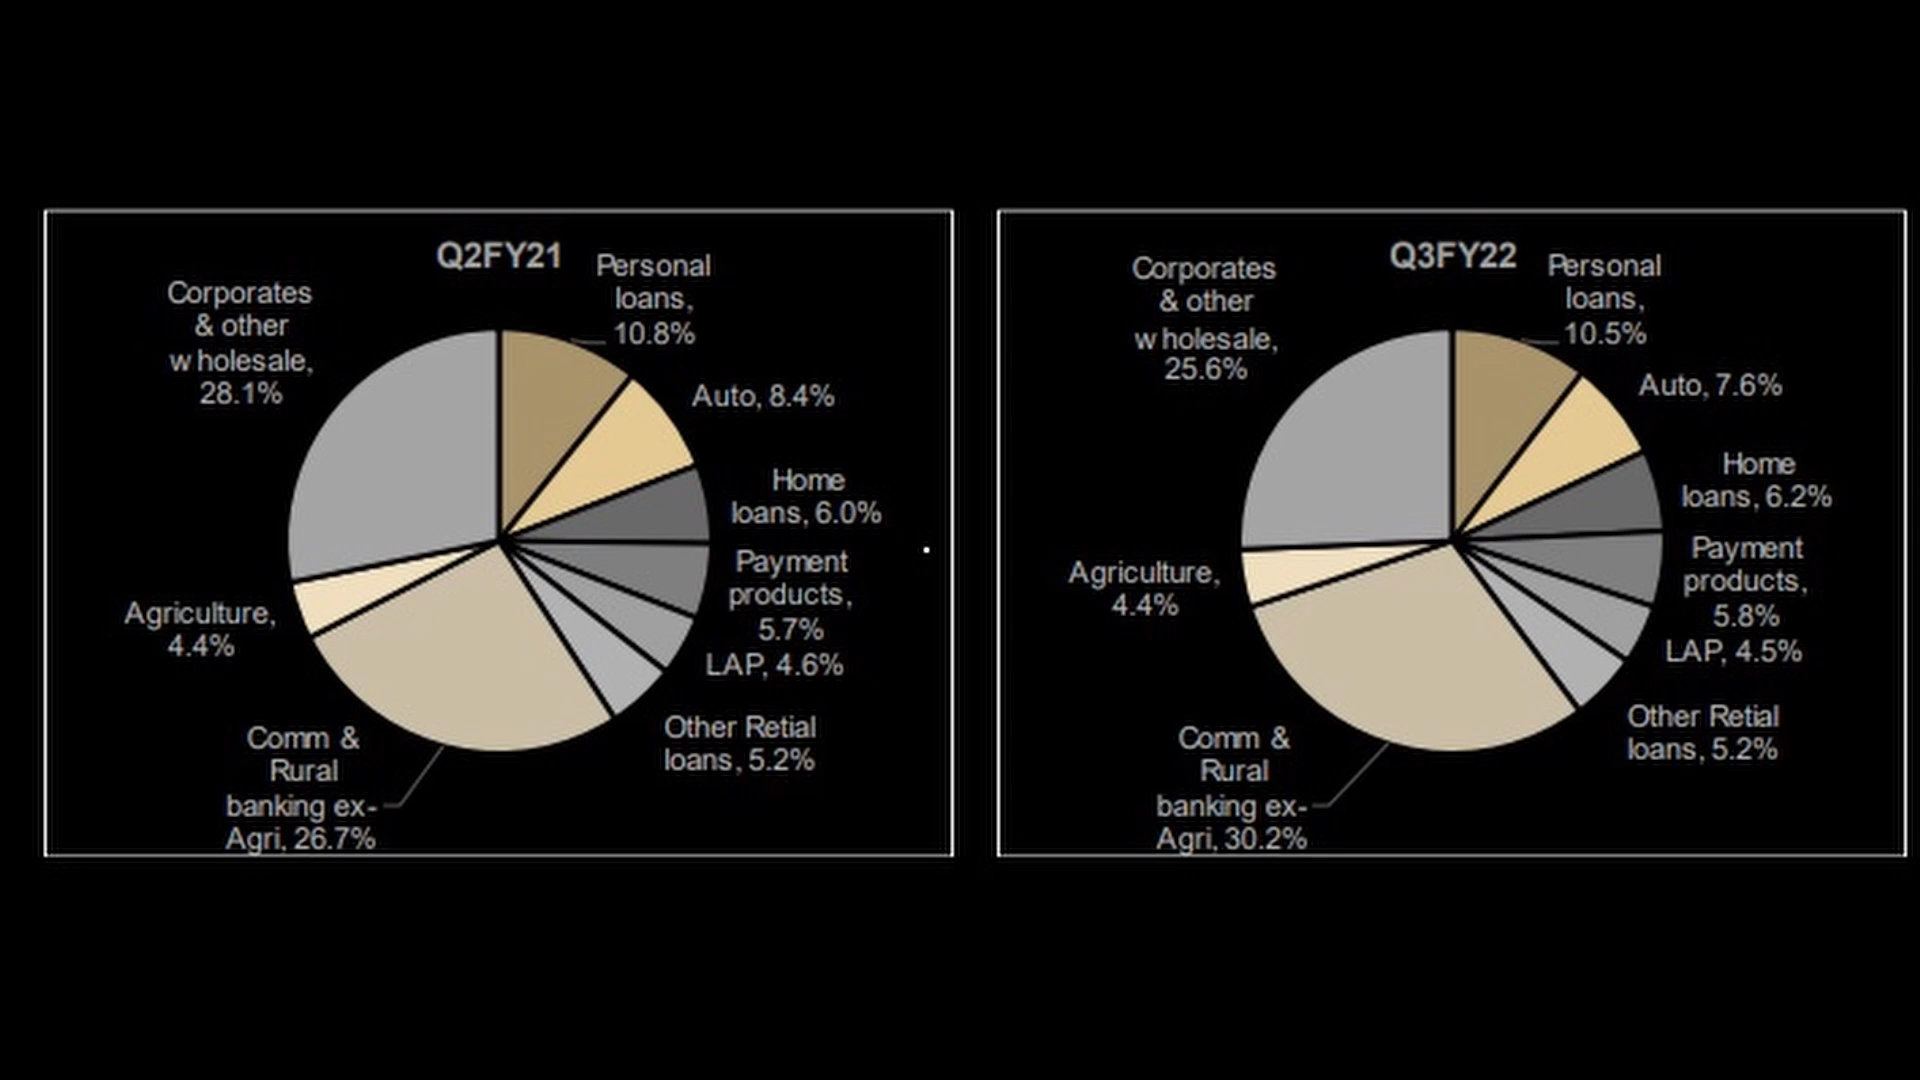 Q2FY21
Personal
loans,
10.8%
Auto, 8.4%
Home
loans, 6.0%
Payment
products,
5.7%
LAP, 4.6%
Other Retial
loans, 5.2%
Comm &
Rural
banking ex-
Agri, 26.7%
Agriculture,
4.4%
Corporates
& other
wholesale,
28.1%
Q3FY22
Personal
loans,
10.5%
Auto, 7.6%
Home
loans, 6.2%
Payment
products,
5.8%
LAP, 4.5%
Other Retial
loans, 5.2%
Comm &
Rural
banking ex-
Agri, 30.2%
Agriculture,
4.4%
Corporates
& other
wholesale,
25.6%